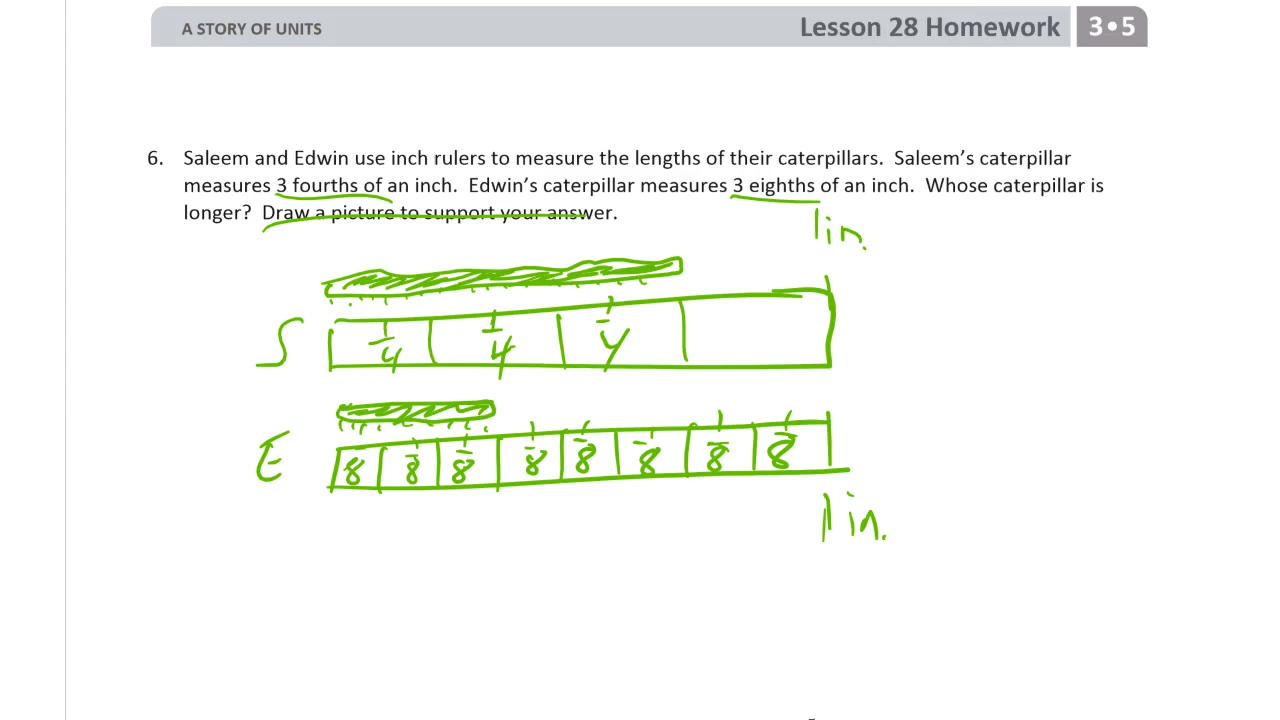 A STORY OF UNITS
Lesson 28 Homework 3•5
6. Saleem and Edwin use inch rulers to measure the lengths of their caterpillars. Saleem’s caterpillar
measures 3 fourths of an inch. Edwin’s caterpillar measures 3 eighths of an inch. Whose caterpillar is
longer? Draw a picture to support your answer.
1 in.
S 1/4 1/4 1/4
E 8 1/8 1/8 1/8 1/8 1/8 1/8 1/8
1 in.